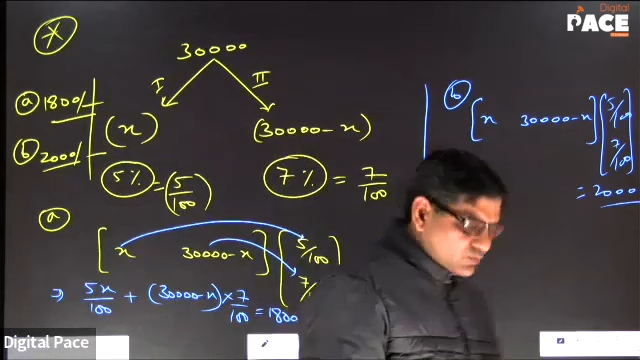 Digital
PACE
*
30000
I
II
(a) 1800/-
(b) 2000/-
(x)
(30000-x)
5% = (5/100)
7% = 7/100
(a)
[x 30000-x] [5/100
7/
⇒ 5x/100 + (30000-x) × 7/100 = 1800
(b)
[x 30000-x] [5/100
7/100]
= 2000
Digital Pace